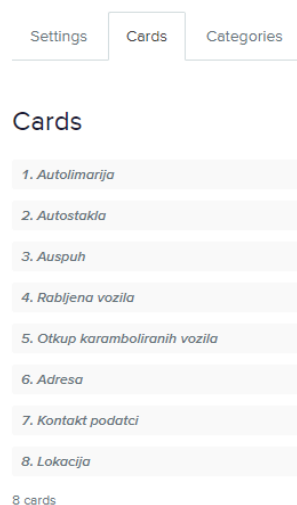 Settings Cards Categories
Cards
1. Autolimarija
2. Autostakla
3. Auspuh
4. Rabljena vozila
5. Otkup karamboliranih vozila
6. Adresa
7. Kontakt podatci
8. Lokacija
8 cards